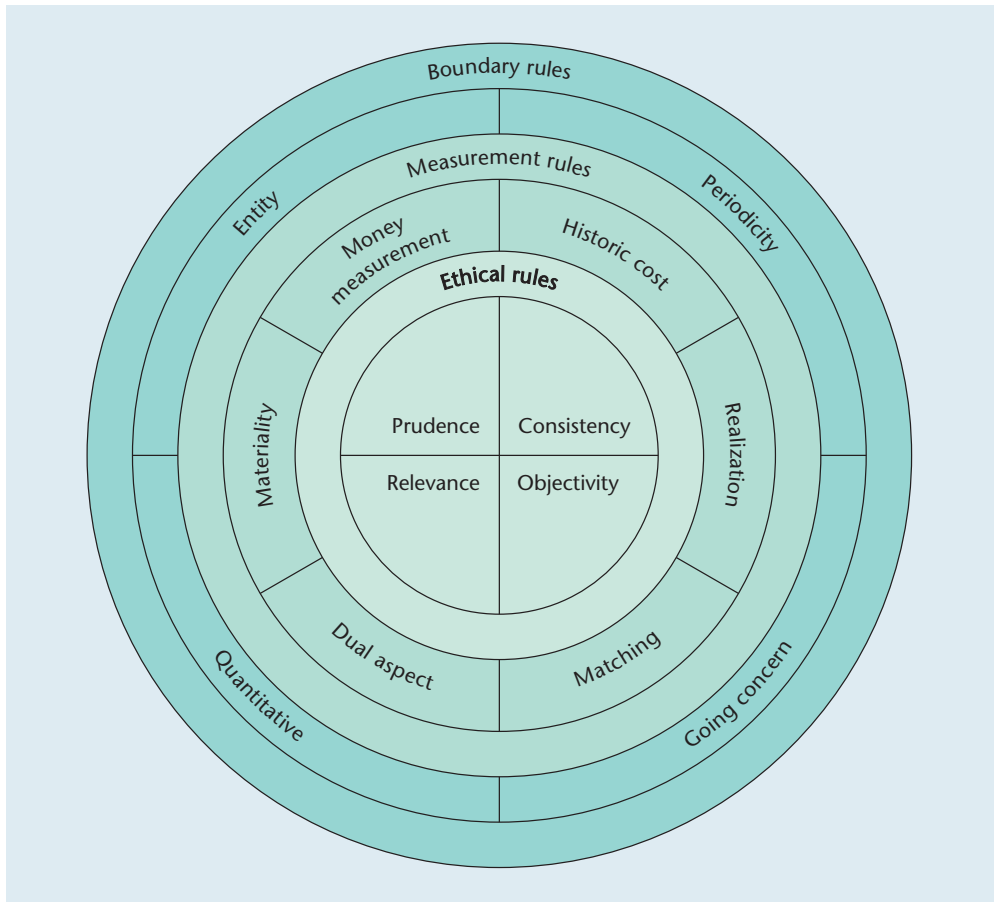 Boundary rules
Entity
Periodicity
Measurement rules
Money
measurement
Historic cost
Ethical rules
Materiality
Realization
Prudence
Consistency
Relevance
Objectivity
Dual aspect
Matching
Quantitative
Going concern